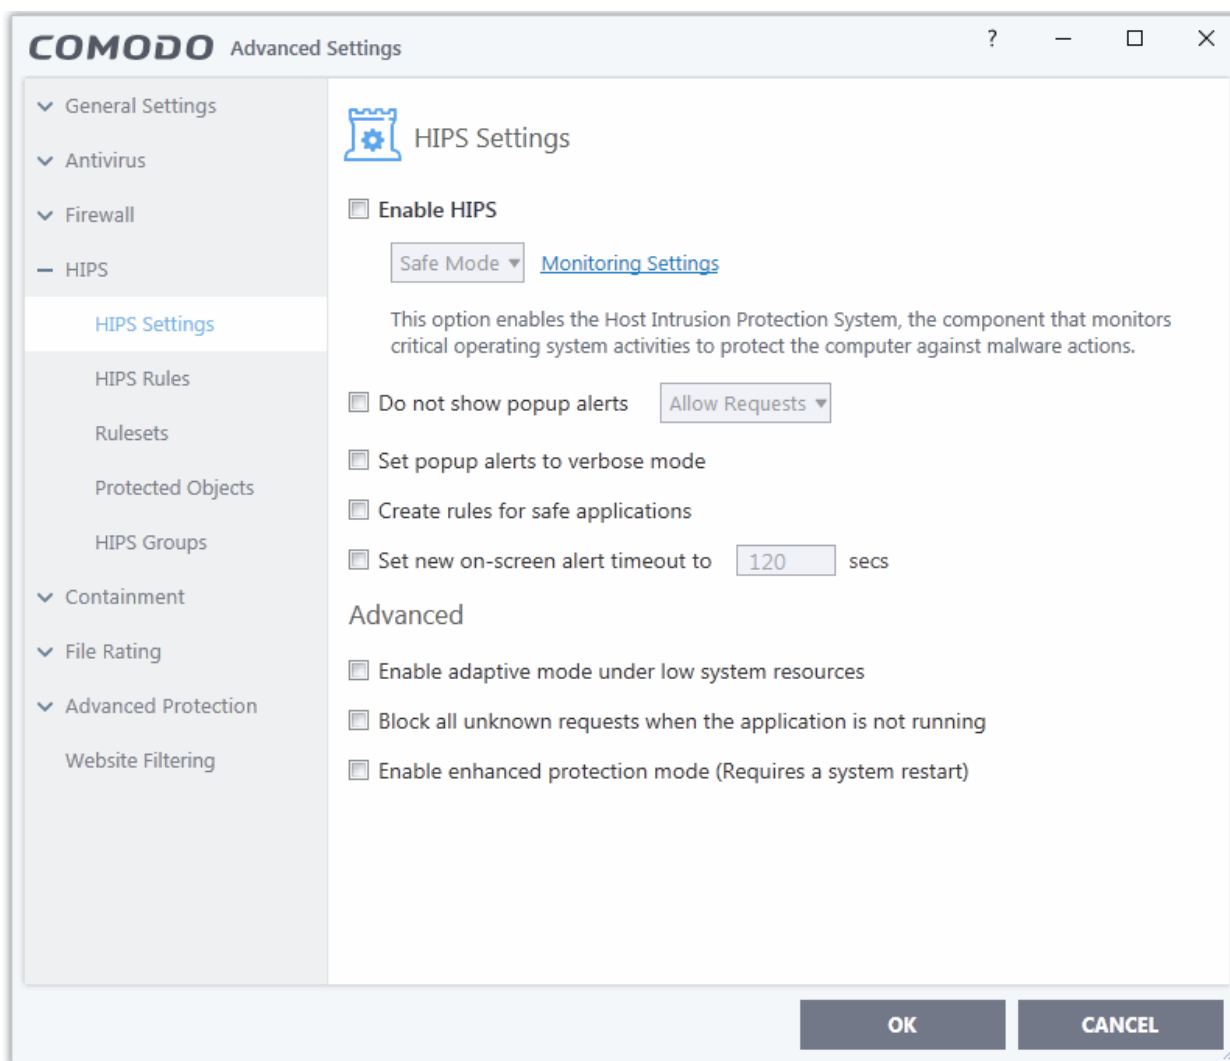 COMODO Advanced Settings ?
General Settings
Antivirus
Firewall
HIPS
HIPS Settings
HIPS Rules
Rulesets
Protected Objects
HIPS Groups
Containment
File Rating
Advanced Protection
Website Filtering
HIPS Settings
Enable HIPS
Safe Mode Monitoring Settings
This option enables the Host Intrusion Protection System, the component that monitors
critical operating system activities to protect the computer against malware actions.
Do not show popup alerts Allow Requests
Set popup alerts to verbose mode
Create rules for safe applications
Set new on-screen alert timeout to 120 secs
Advanced
Enable adaptive mode under low system resources
Block all unknown requests when the application is not running
Enable enhanced protection mode (Requires a system restart)
OK CANCEL